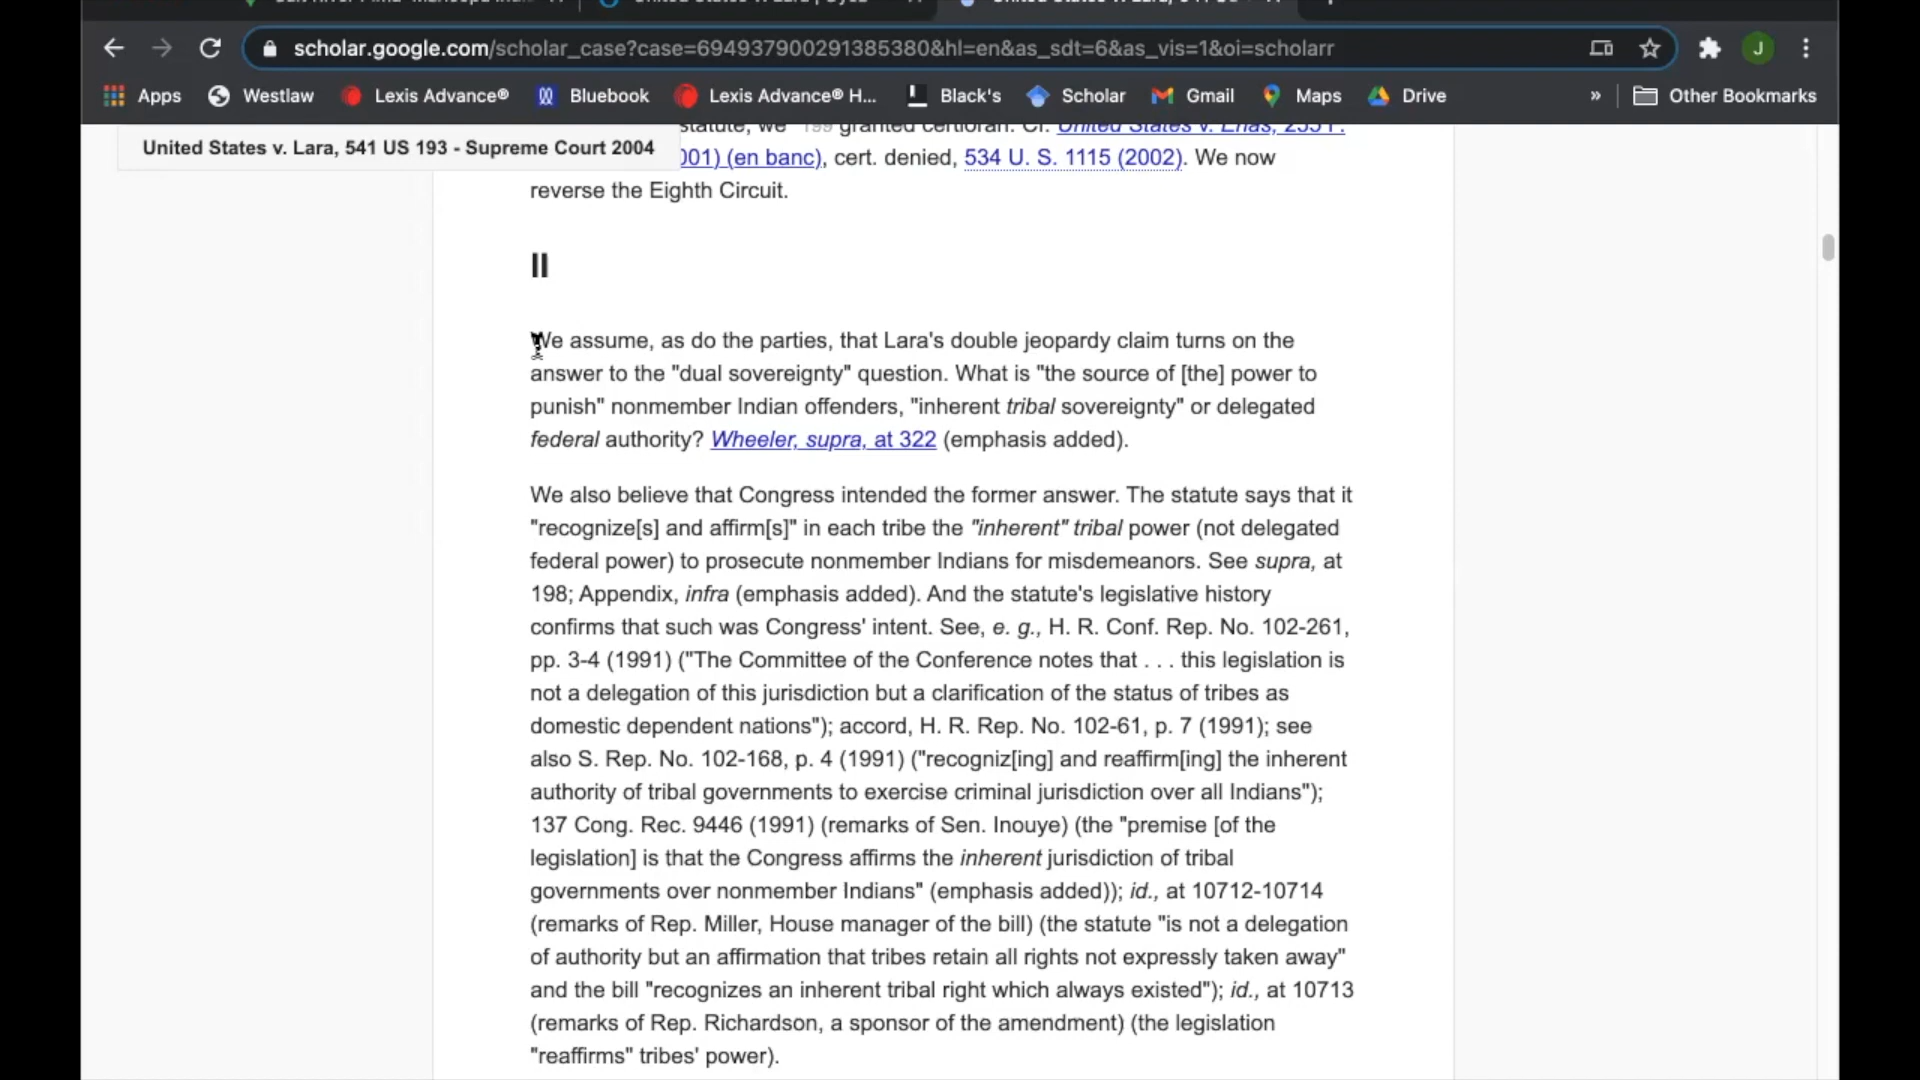 scholar.google.com/scholar_case?case=694937900291385380&hl=en&as_sdt=6&as_vis=1&oi=scholarr
J
Apps Westlaw Lexis Advance® Bluebook Lexis Advance® H... Black's Scholar Gmail Maps Drive » Other Bookmarks
statute, we 199 granted certiorari. Cf. United States v. Enas, 255 F.
United States v. Lara, 541 US 193 - Supreme Court 2004
001) (en banc), cert. denied, 534 U. S. 1115 (2002). We now
reverse the Eighth Circuit.
II
We assume, as do the parties, that Lara's double jeopardy claim turns on the
answer to the "dual sovereignty" question. What is "the source of [the] power to
punish" nonmember Indian offenders, "inherent tribal sovereignty" or delegated
federal authority? Wheeler, supra, at 322 (emphasis added).
We also believe that Congress intended the former answer. The statute says that it
"recognize[s] and affirm[s]" in each tribe the "inherent" tribal power (not delegated
federal power) to prosecute nonmember Indians for misdemeanors. See supra, at
198; Appendix, infra (emphasis added). And the statute's legislative history
confirms that such was Congress' intent. See, e. g., H. R. Conf. Rep. No. 102-261,
pp. 3-4 (1991) ("The Committee of the Conference notes that . . . this legislation is
not a delegation of this jurisdiction but a clarification of the status of tribes as
domestic dependent nations"); accord, H. R. Rep. No. 102-61, p. 7 (1991); see
also S. Rep. No. 102-168, p. 4 (1991) ("recogniz[ing] and reaffirm[ing] the inherent
authority of tribal governments to exercise criminal jurisdiction over all Indians");
137 Cong. Rec. 9446 (1991) (remarks of Sen. Inouye) (the "premise [of the
legislation] is that the Congress affirms the inherent jurisdiction of tribal
governments over nonmember Indians" (emphasis added)); id., at 10712-10714
(remarks of Rep. Miller, House manager of the bill) (the statute "is not a delegation
of authority but an affirmation that tribes retain all rights not expressly taken away"
and the bill "recognizes an inherent tribal right which always existed"); id., at 10713
(remarks of Rep. Richardson, a sponsor of the amendment) (the legislation
"reaffirms" tribes' power).